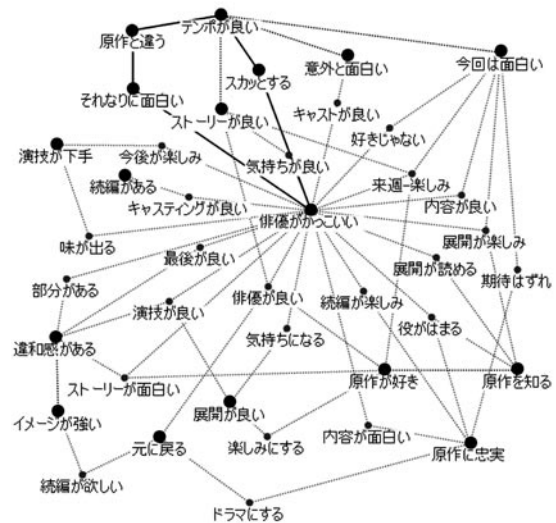 テンポが良い
原作と違う
今回は面白い
意外と面白い
スカッとする
それなりに面白い
キャストが良い
ストーリーが良い
好きじゃない
演技が下手
今後が楽しみ
気持ちが良い
続編がある
来週-楽しみ
キャスティングが良い
内容が良い
俳優がかっこいい
味が出る
展開が楽しみ
最後が良い
展開が読める
期待はずれ
部分がある
俳優が良い
続編が楽しみ
演技が良い
役がはまる
違和感がある
気持ちになる
ストーリーが面白い
原作が好き
原作を知る
展開が良い
イメージが強い
内容が面白い
元に戻る
楽しみにする
原作に忠実
続編が欲しい
ドラマにする